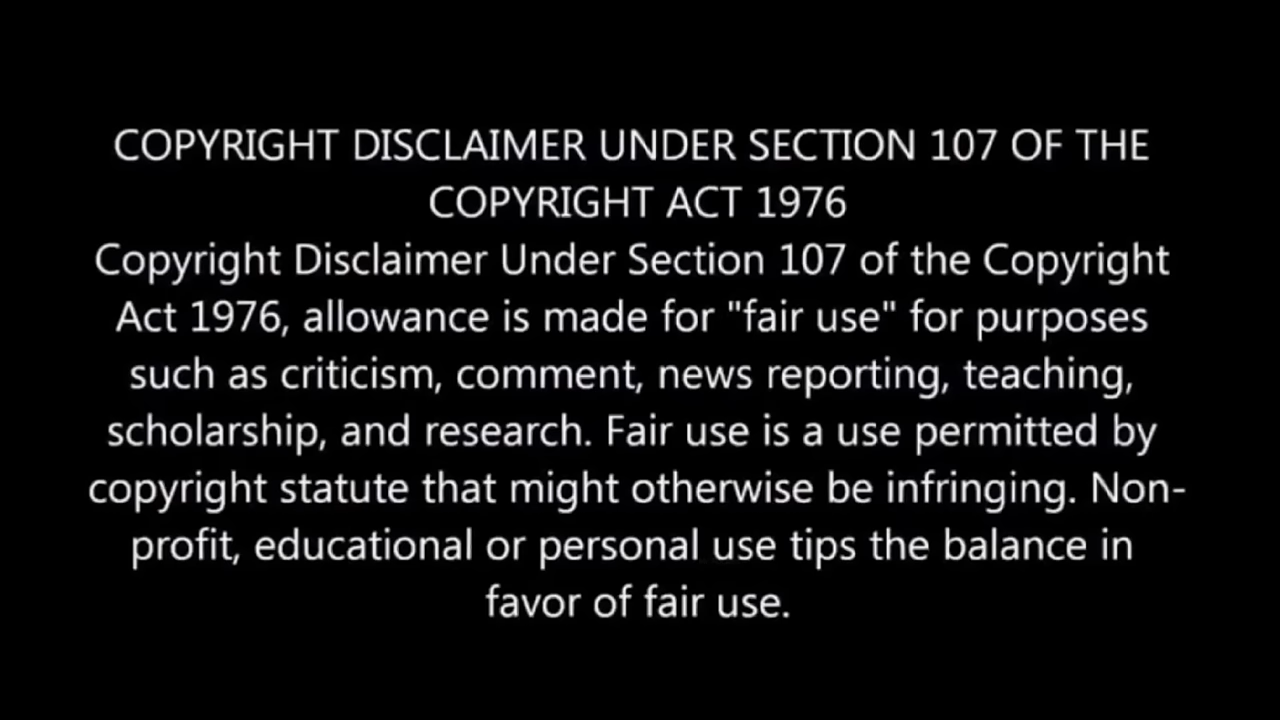 COPYRIGHT DISCLAIMER UNDER SECTION 107 OF THE
COPYRIGHT ACT 1976
Copyright Disclaimer Under Section 107 of the Copyright
Act 1976, allowance is made for "fair use" for purposes
such as criticism, comment, news reporting, teaching,
scholarship, and research. Fair use is a use permitted by
copyright statute that might otherwise be infringing. Non-
profit, educational or personal use tips the balance in
favor of fair use.